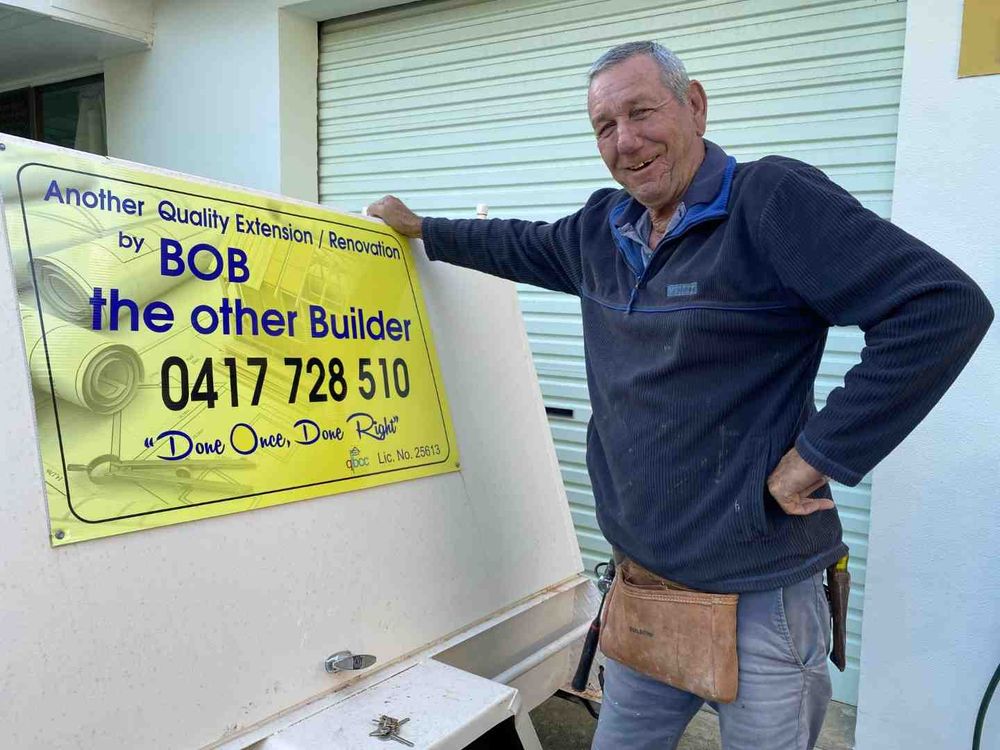 Another Quality Extension / Renovation
by BOB
the other Builder
0417 728 510
"Done Once, Done Right"
qbcc Lic. No. 25613